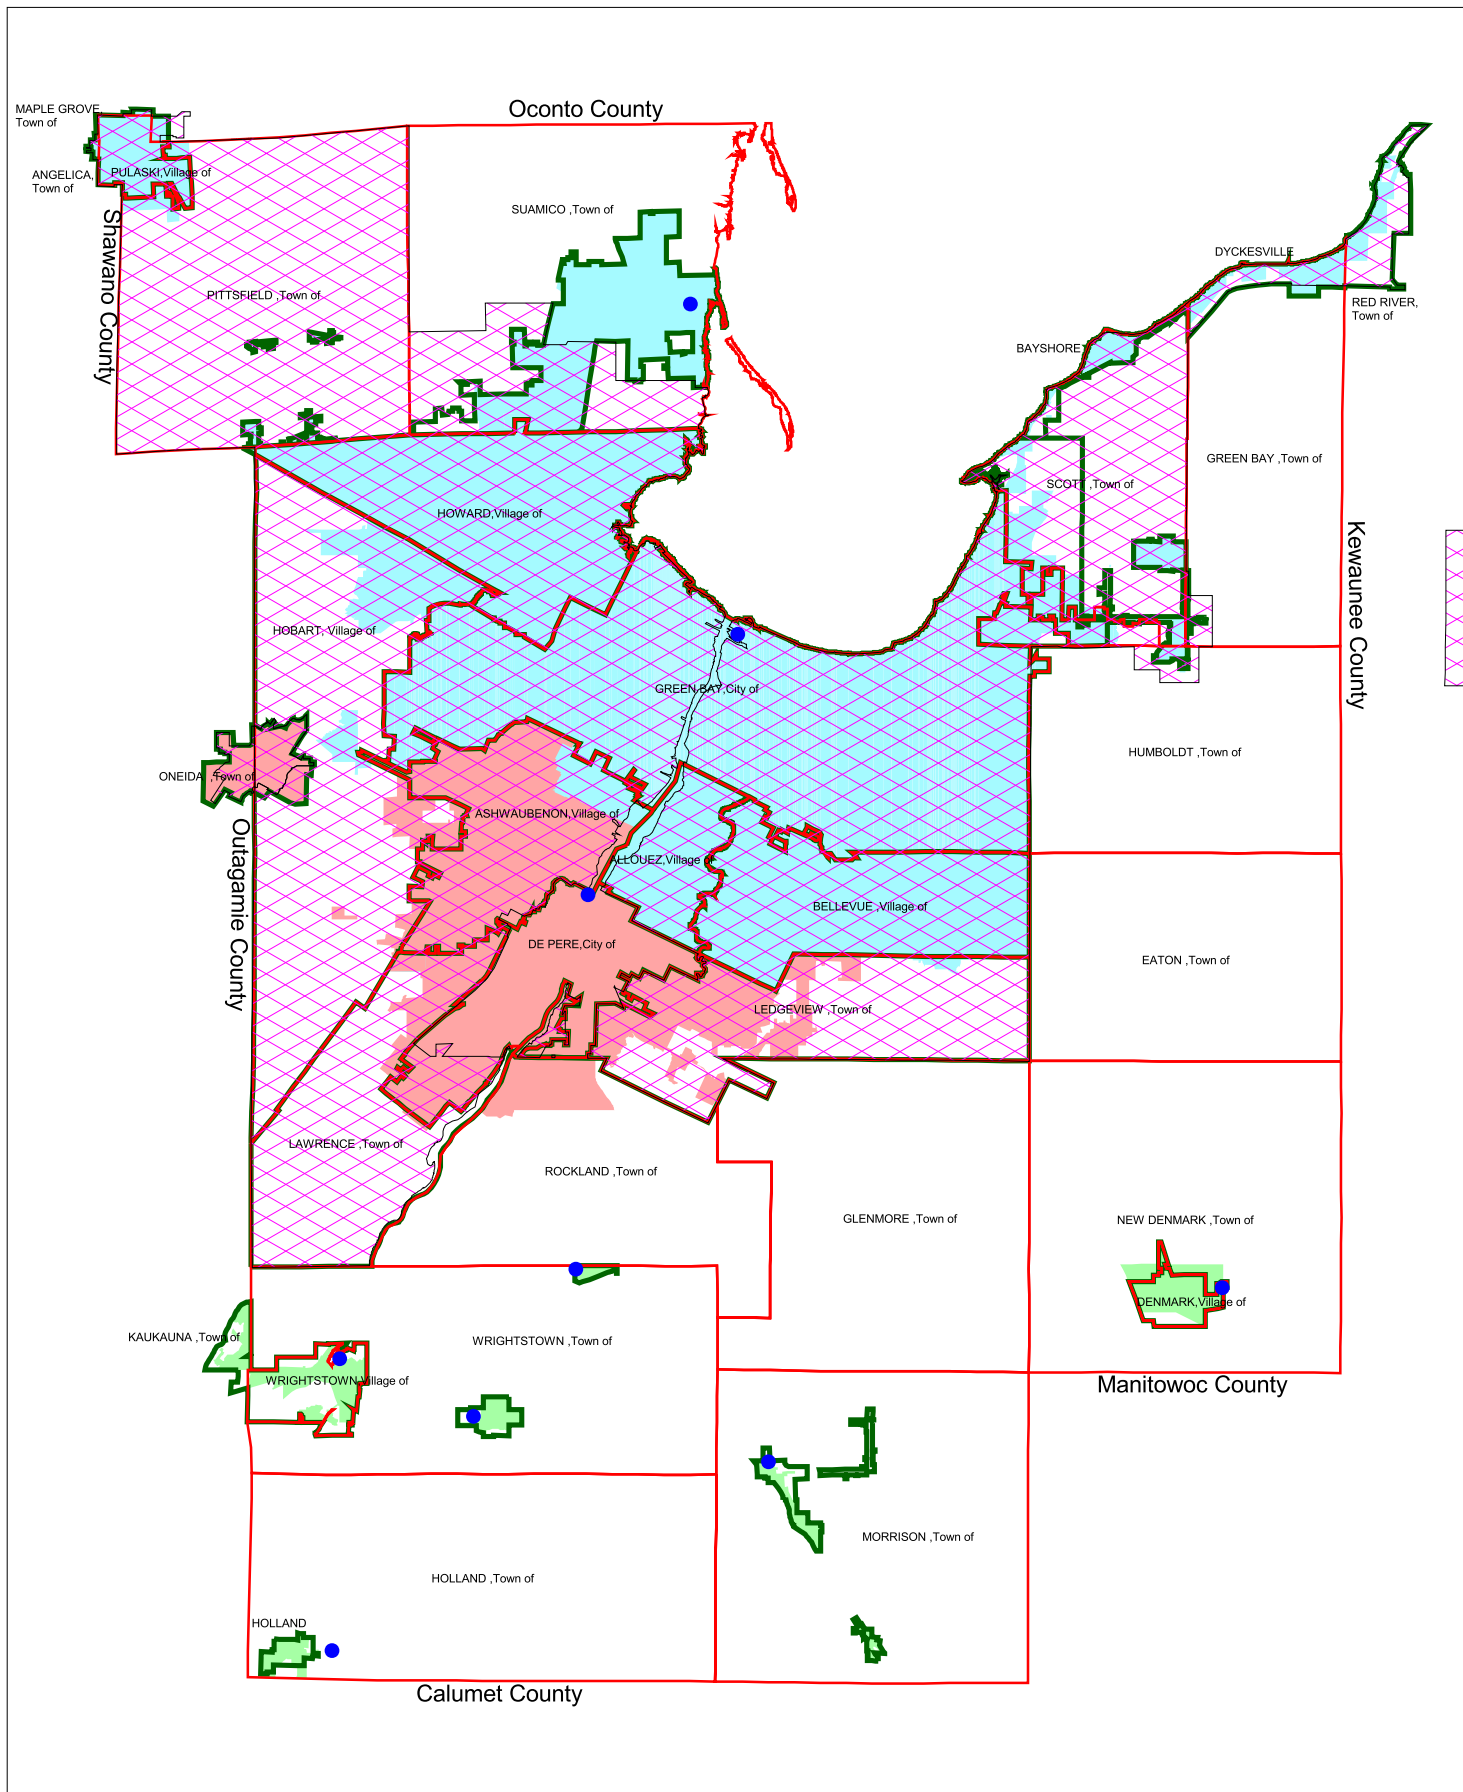 Oconto County
MAPLE GROVE,
Town of
PULASKI,Village of
ANGELICA,
Town of
Shawano County
SUAMICO ,Town of
DYCKESVILLE
PITTSFIELD ,Town of
RED RIVER,
Town of
BAYSHORE
GREEN BAY ,Town of
SCOTT ,Town of
HOWARD,Village of
Kewaunee County
HOBART, Village of
GREEN BAY,City of
HUMBOLDT ,Town of
ONEIDA ,Town of
ASHWAUBENON,Village of
Outagamie County
ALLOUEZ,Village of
BELLEVUE ,Village of
DE PERE,City of
EATON ,Town of
LEDGEVIEW ,Town of
LAWRENCE ,Town of
ROCKLAND ,Town of
GLENMORE ,Town of
NEW DENMARK ,Town of
DENMARK,Village of
KAUKAUNA ,Town of
WRIGHTSTOWN ,Town of
WRIGHTSTOWN,Village of
Manitowoc County
MORRISON ,Town of
HOLLAND ,Town of
HOLLAND
Calumet County